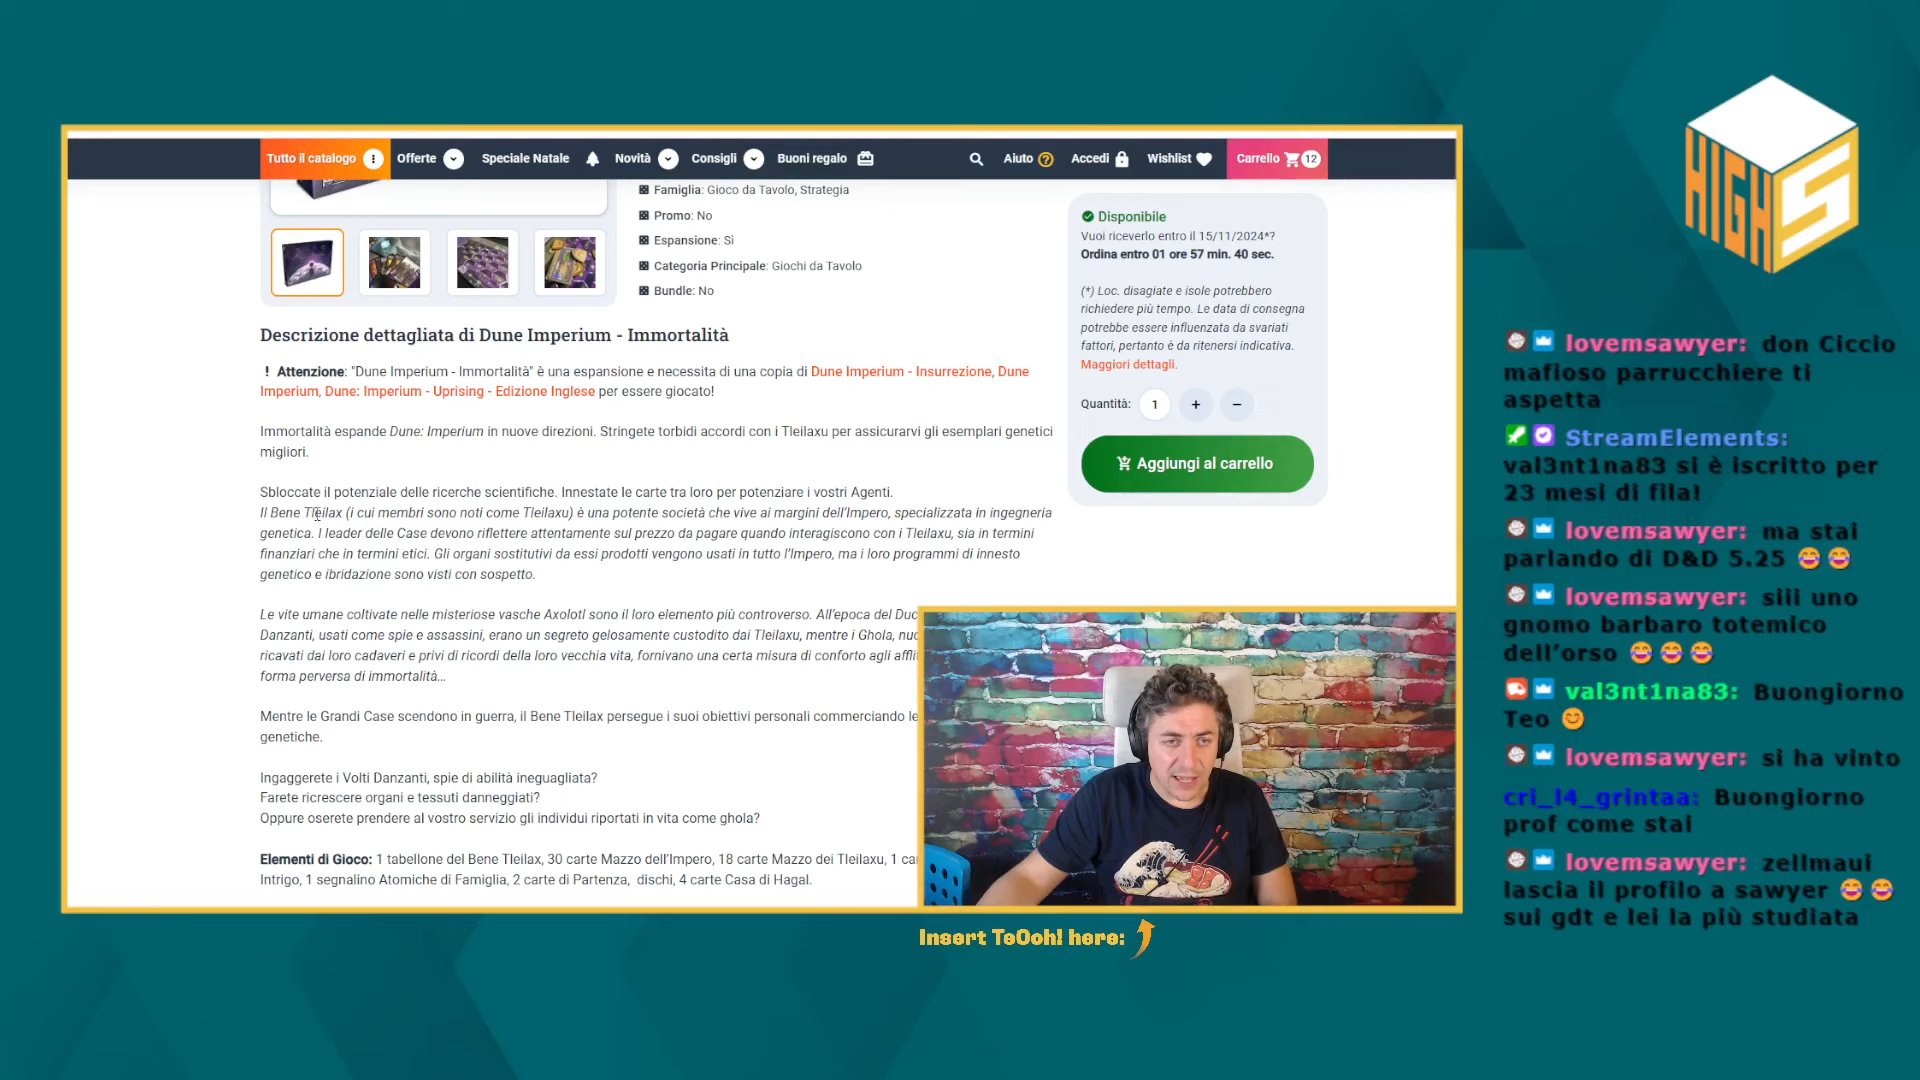 Tutto il catalogo
Offerte
Speciale Natale
Novità
Consigli
Buoni regalo
Aiuto
Accedi
Wishlist
Carrello 12
Famiglia: Gioco da Tavolo, Strategia
Promo: No
Espansione: Sì
Categoria Principale: Giochi da Tavolo
Bundle: No
Disponibile
Vuoi riceverlo entro il 15/11/2024*?
Ordina entro 01 ore 57 min. 40 sec.
(*) Loc. disagiate e isole potrebbero
richiedere più tempo. Le data di consegna
potrebbe essere influenzata da svariati
fattori, pertanto è da ritenersi indicativa.
Maggiori dettagli.
Quantità: 1 + −
Aggiungi al carrello
Descrizione dettagliata di Dune Imperium - Immortalità
! Attenzione: "Dune Imperium - Immortalità" è una espansione e necessita di una copia di Dune Imperium - Insurrezione, Dune
Imperium, Dune: Imperium - Uprising - Edizione Inglese per essere giocato!
Immortalità espande Dune: Imperium in nuove direzioni. Stringete torbidi accordi con i Tleilaxu per assicurarvi gli esemplari genetici
migliori.
Sbloccate il potenziale delle ricerche scientifiche. Innestate le carte tra loro per potenziare i vostri Agenti.
Il Bene Tleilax (i cui membri sono noti come Tleilaxu) è una potente società che vive ai margini dell'Impero, specializzata in ingegneria
genetica. I leader delle Case devono riflettere attentamente sul prezzo da pagare quando interagiscono con i Tleilaxu, sia in termini
finanziari che in termini etici. Gli organi sostitutivi da essi prodotti vengono usati in tutto l'Impero, ma i loro programmi di innesto
genetico e ibridazione sono visti con sospetto.
Le vite umane coltivate nelle misteriose vasche Axolotl sono il loro elemento più controverso. All'epoca del Duc
Danzanti, usati come spie e assassini, erano un segreto gelosamente custodito dai Tleilaxu, mentre i Ghola, nuo
ricavati dai loro cadaveri e privi di ricordi della loro vecchia vita, fornivano una certa misura di conforto agli afflit
forma perversa di immortalità...
Mentre le Grandi Case scendono in guerra, il Bene Tleilax persegue i suoi obiettivi personali commerciando le
genetiche.
Ingaggerete i Volti Danzanti, spie di abilità ineguagliata?
Farete ricrescere organi e tessuti danneggiati?
Oppure oserete prendere al vostro servizio gli individui riportati in vita come ghola?
Elementi di Gioco: 1 tabellone del Bene Tleilax, 30 carte Mazzo dell'Impero, 18 carte Mazzo dei Tleilaxu, 1 car
Intrigo, 1 segnalino Atomiche di Famiglia, 2 carte di Partenza, dischi, 4 carte Casa di Hagal.
Insert TeOoh! here:
HIGH5
lovemsawyer: don Ciccio
mafioso parrucchiere ti
aspetta
StreamElements:
val3nt1na83 si è iscritto per
23 mesi di fila!
lovemsawyer: ma stai
parlando di D&D 5.25 😂😂
lovemsawyer: siii uno
gnomo barbaro totemico
dell'orso 😂😂😂
val3nt1na83: Buongiorno
Teo 😊
lovemsawyer: si ha vinto
cri_l4_grintaa: Buongiorno
prof come stai
lovemsawyer: zellmaui
lascia il profilo a sawyer 😂😂
sui gdt e lei la più studiata